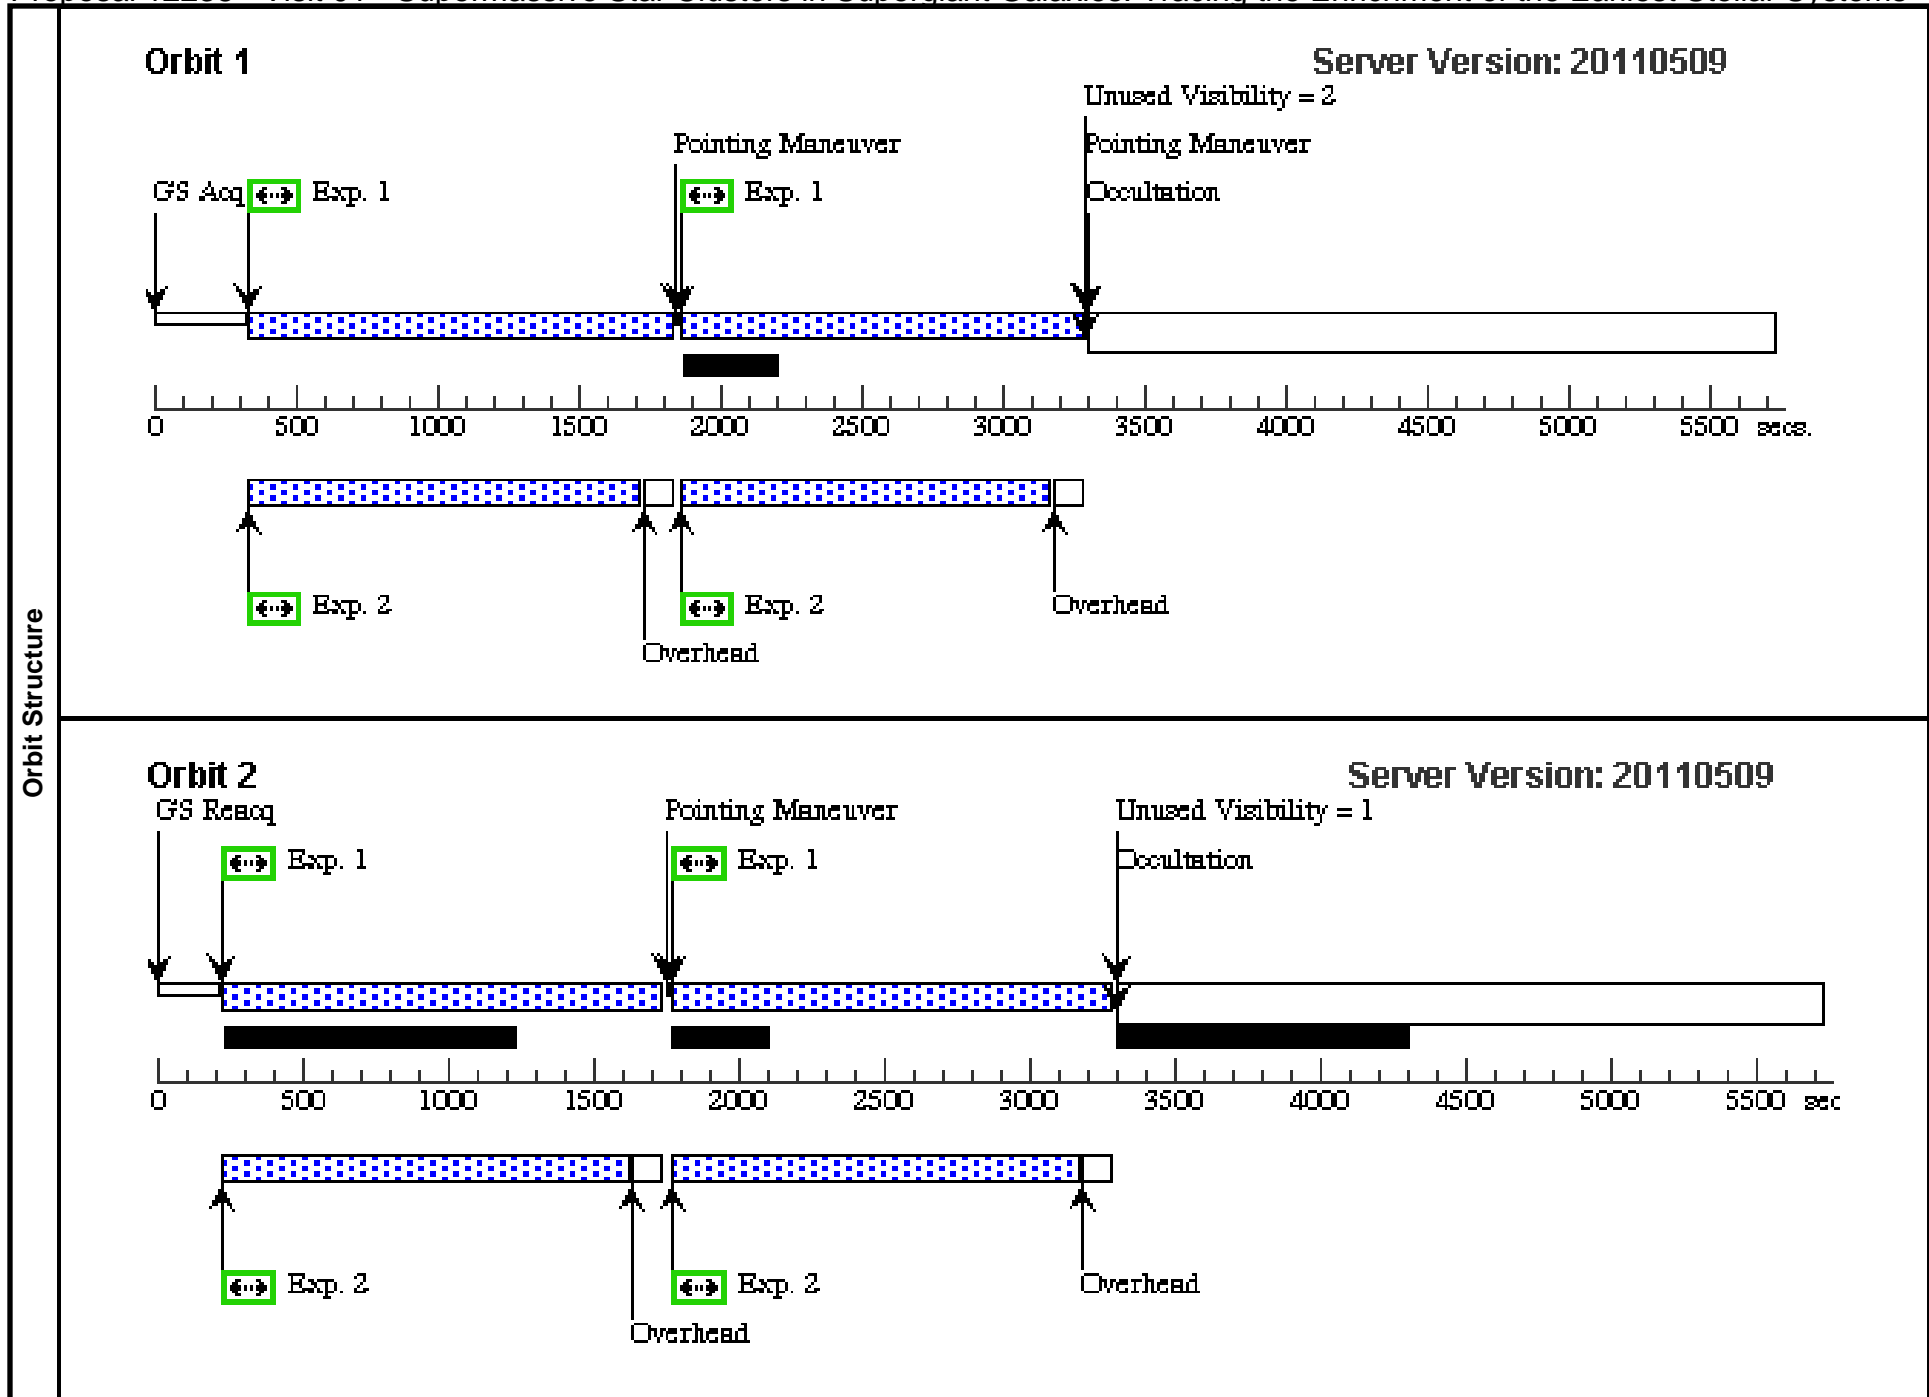 Orbit Structure
Orbit 1
Server Version: 20110509
Unused Visibility = 2
Pointing Maneuver
Pointing Maneuver
GS Acq
Exp. 1
Exp. 1
Occultation
0 500 1000 1500 2000 2500 3000 3500 4000 4500 5000 5500 secs.
Exp. 2
Exp. 2
Overhead
Overhead
Orbit 2
Server Version: 20110509
GS Reacq
Pointing Maneuver
Unused Visibility = 1
Exp. 1
Exp. 1
Occultation
0 500 1000 1500 2000 2500 3000 3500 4000 4500 5000 5500 sec
Exp. 2
Exp. 2
Overhead
Overhead